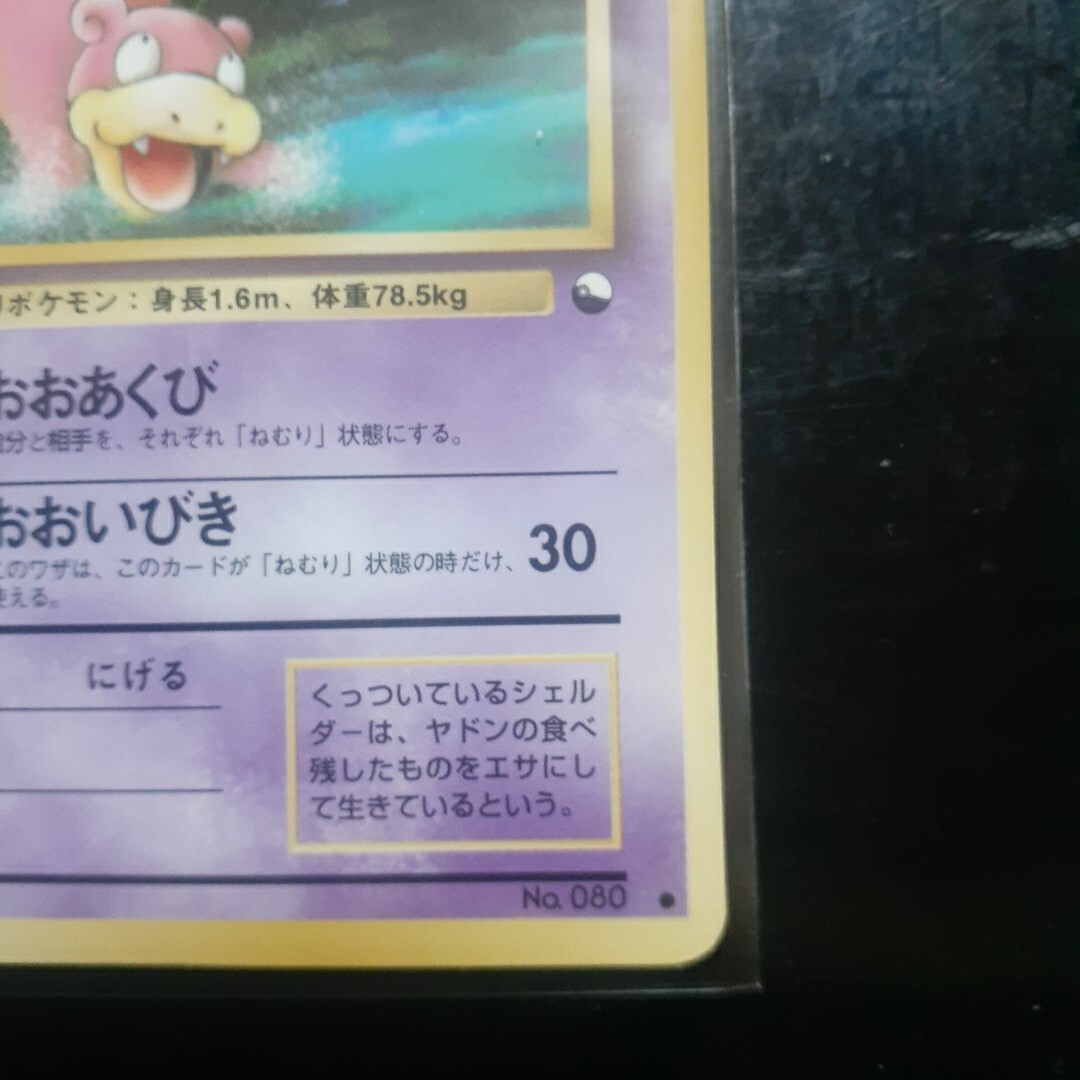 ポケモン：身長1.6m、体重78.5kg
おおあくび
自分と相手を、それぞれ「ねむり」状態にする。
おおいびき
30
このワザは、このカードが「ねむり」状態の時だけ、
使える。
にげる
くっついているシェル
ダーは、ヤドンの食べ
残したものをエサにし
て生きているという。
No. 080